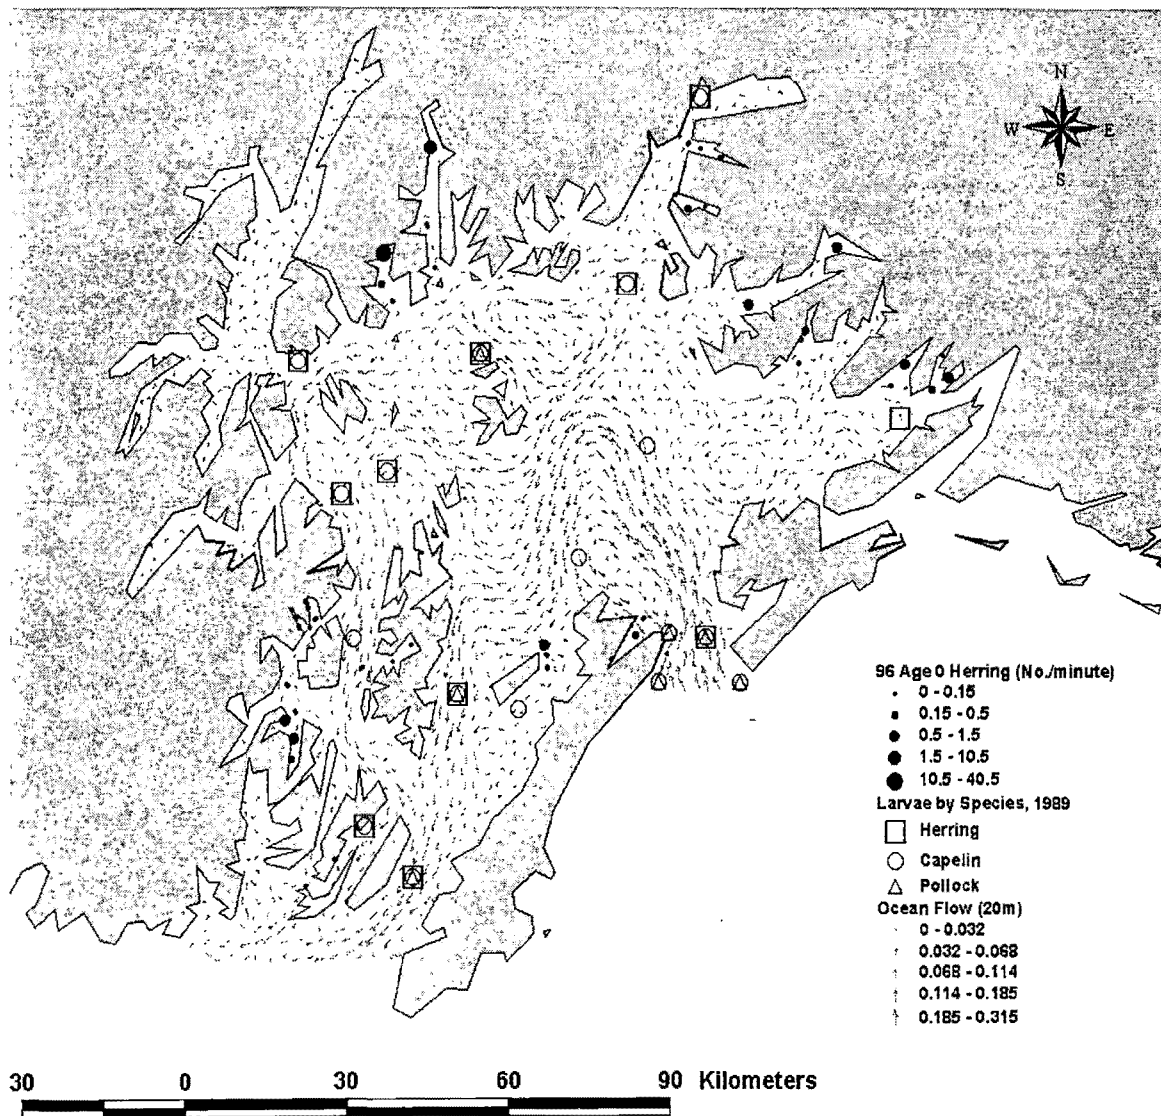 N
W E
S
96 Age 0 Herring (No./minute)
0 - 0.15
0.15 - 0.5
0.5 - 1.5
1.5 - 10.5
10.5 - 40.5
Larvae by Species, 1989
Herring
Capelin
Pollock
Ocean Flow (20m)
0 - 0.032
0.032 - 0.068
0.068 - 0.114
0.114 - 0.185
0.185 - 0.315
30 0 30 60 90 Kilometers